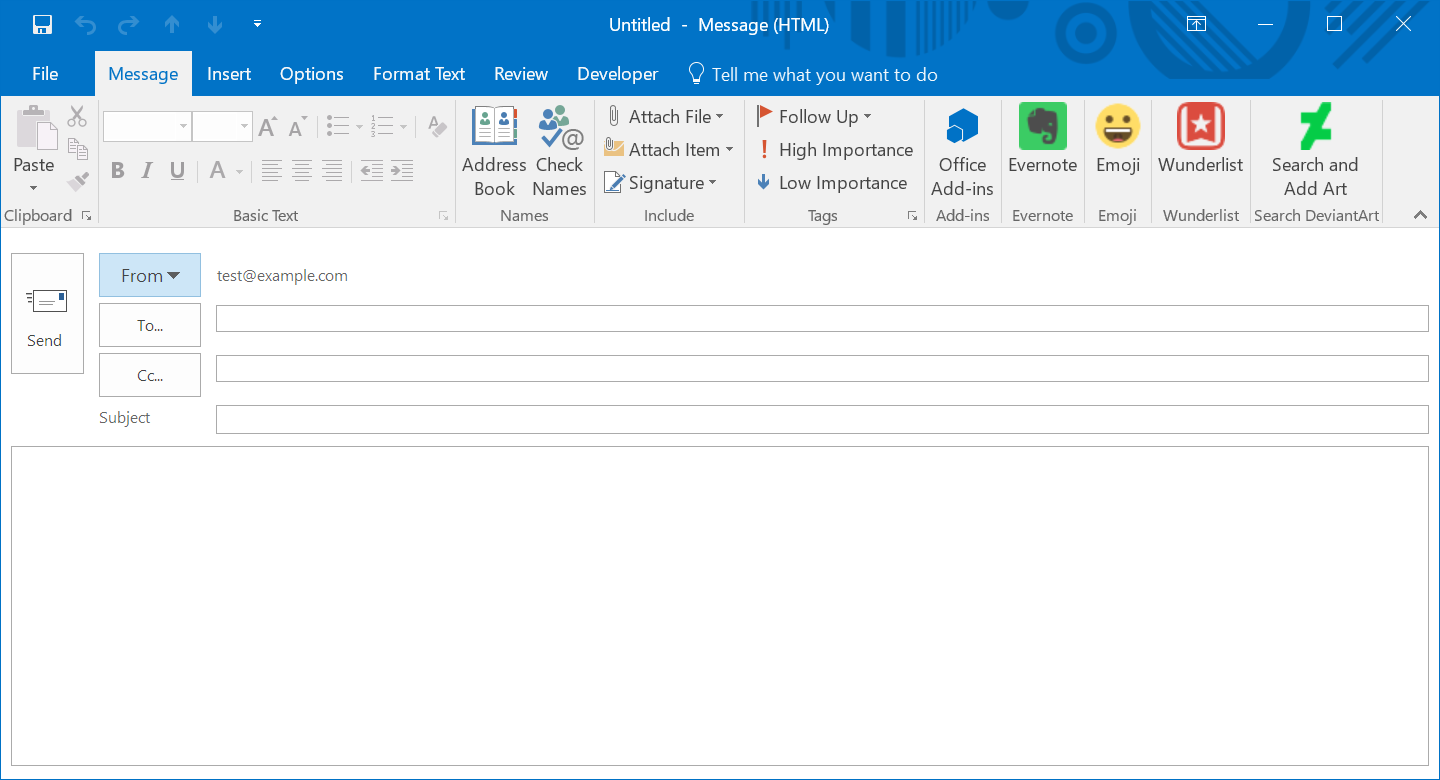 Untitled - Message (HTML)
File Message Insert Options Format Text Review Developer Tell me what you want to do
Paste
Clipboard
B I U A
Basic Text
Address Book
Check Names
Names
Attach File
Attach Item
Signature
Include
Follow Up
High Importance
Low Importance
Tags
Office Add-ins
Add-ins
Evernote
Evernote
Emoji
Emoji
Wunderlist
Wunderlist
Search and Add Art
Search DeviantArt
Send
From test@example.com
To...
Cc...
Subject